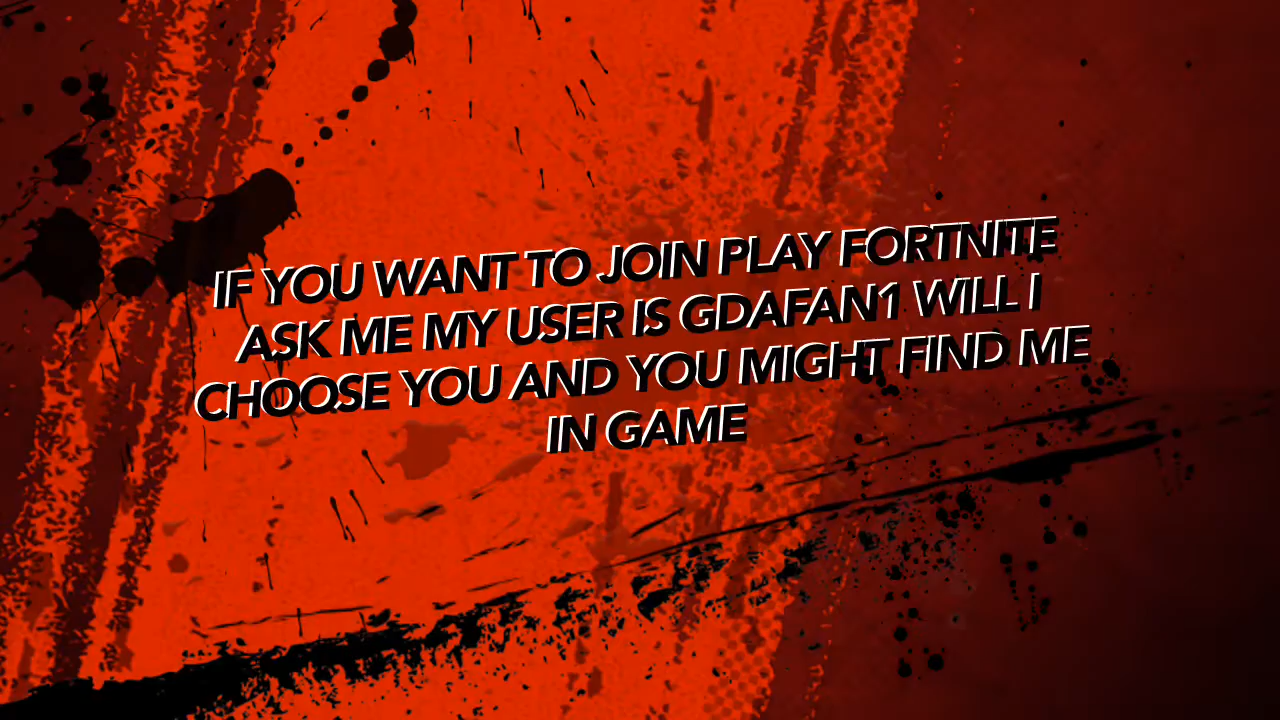 IF YOU WANT TO JOIN PLAY FORTNITE
ASK ME MY USER IS GDAFAN1 WILL I
CHOOSE YOU AND YOU MIGHT FIND ME
IN GAME